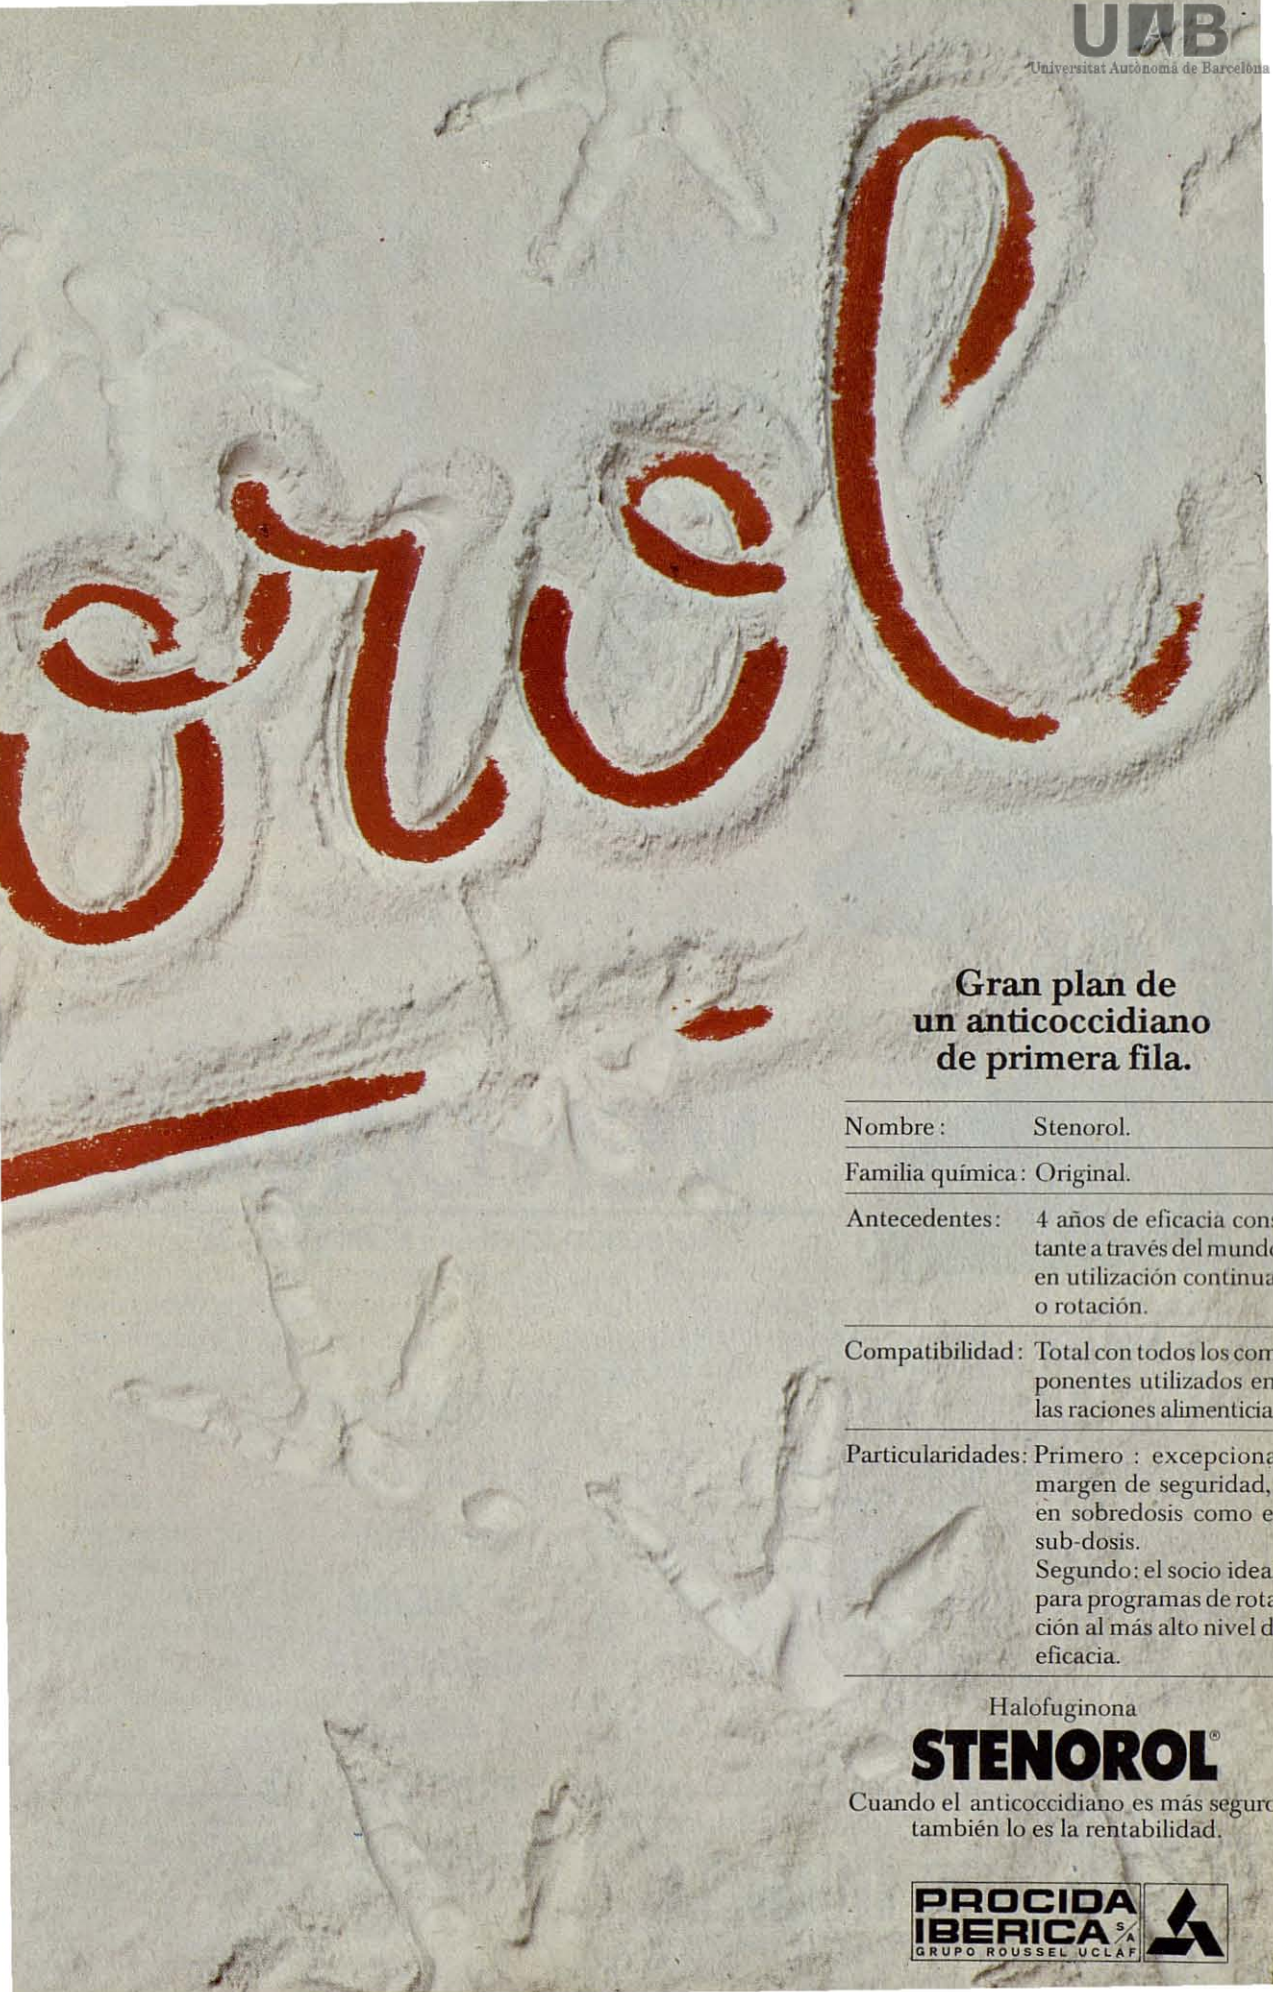 UAB
Universitat Autònoma de Barcelona
orol
Gran plan de
un anticoccidiano
de primera fila.
Nombre: Stenorol.
Familia química: Original.
Antecedentes: 4 años de eficacia cons
tante a través del mundo
en utilización continua
o rotación.
Compatibilidad: Total con todos los com
ponentes utilizados en
las raciones alimenticia
Particularidades: Primero : excepciona
margen de seguridad,
en sobredosis como e
sub-dosis.
Segundo: el socio idea
para programas de rota
ción al más alto nivel d
eficacia.
Halofuginona
STENOROL®
Cuando el anticoccidiano es más seguro
también lo es la rentabilidad.
PROCIDA
IBERICA S/A
GRUPO ROUSSEL UCLAF